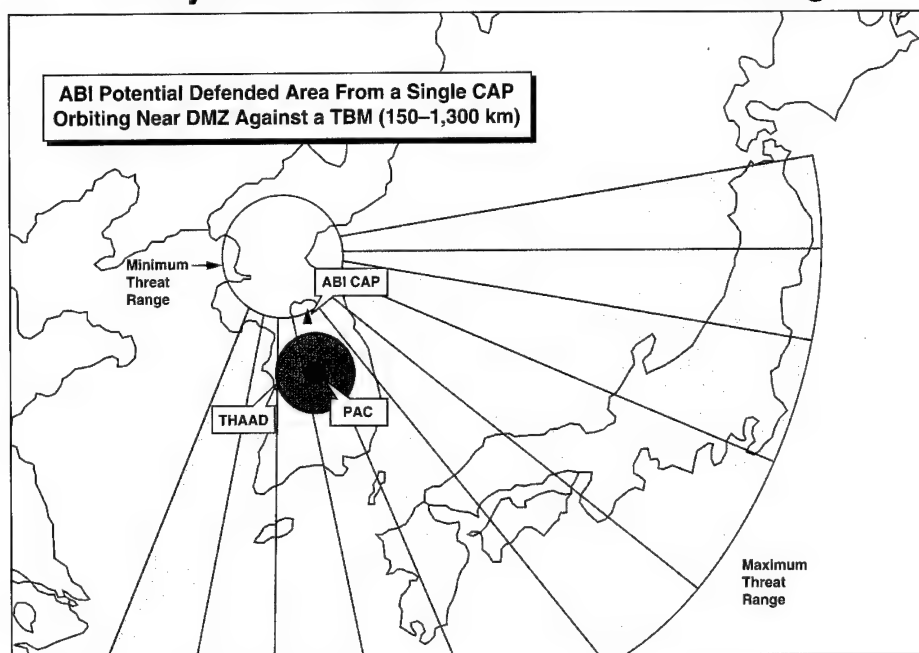 ABI Potential Defended Area From a Single CAP
Orbiting Near DMZ Against a TBM (150–1,300 km)
Minimum
Threat
Range
ABI CAP
THAAD
PAC
Maximum
Threat
Range